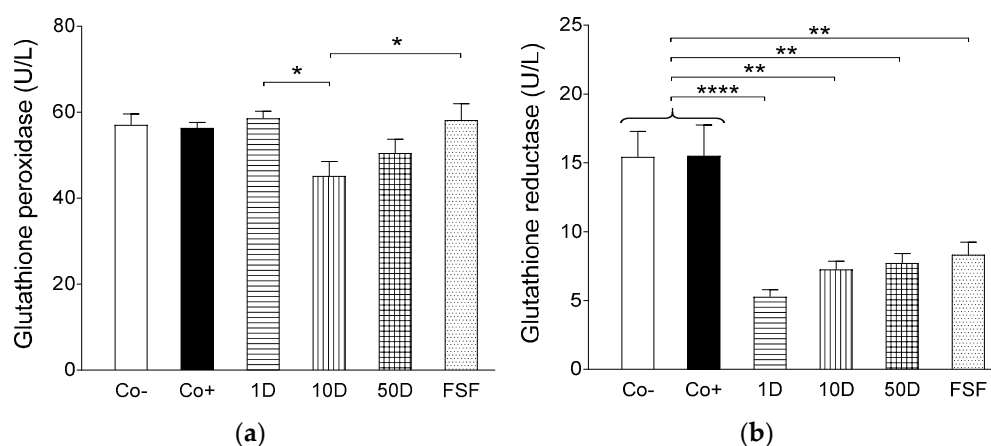 Glutathione peroxidase (U/L)
80
60
40
20
0
*
*
Co- Co+ 1D 10D 50D FSF
(a)
Glutathione reductase (U/L)
25
20
15
10
5
0
**
**
**
****
Co- Co+ 1D 10D 50D FSF
(b)